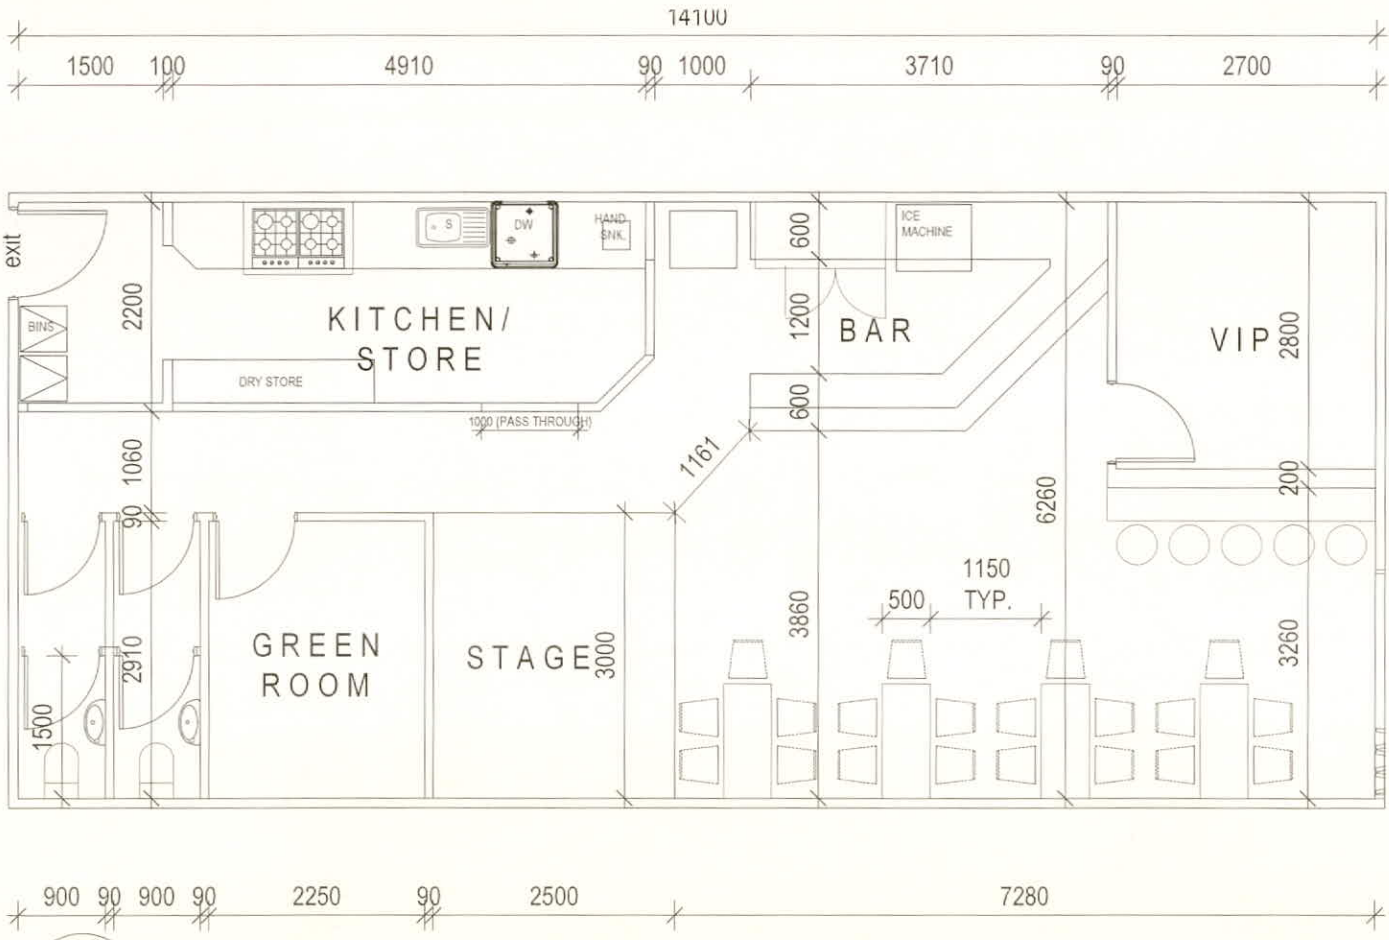 14100
1500 100 4910 90 1000 3710 90 2700
exit
BINS
2200
S
DW
HAND
SNK.
KITCHEN/
STORE
DRY STORE
1000 (PASS THROUGH)
600
ICE
MACHINE
1200
BAR
600
VIP
2800
200
1060
90
1161
6260
2910
1500
GREEN
ROOM
STAGE
3000
3860
500
1150
TYP.
3260
900 90 900 90 2250 90 2500 7280